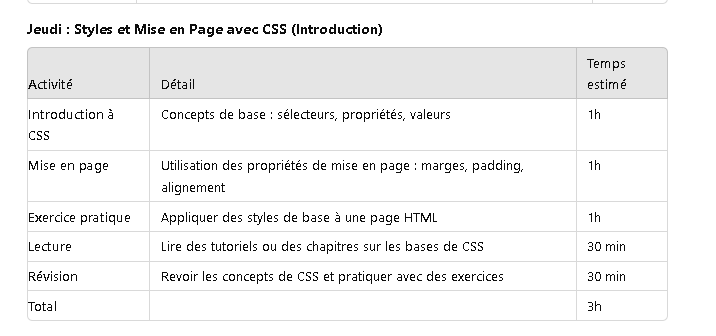 Jeudi : Styles et Mise en Page avec CSS (Introduction)
Activité Détail Temps estimé
Introduction à CSS Concepts de base : sélecteurs, propriétés, valeurs 1h
Mise en page Utilisation des propriétés de mise en page : marges, padding, alignement 1h
Exercice pratique Appliquer des styles de base à une page HTML 1h
Lecture Lire des tutoriels ou des chapitres sur les bases de CSS 30 min
Révision Revoir les concepts de CSS et pratiquer avec des exercices 30 min
Total 3h